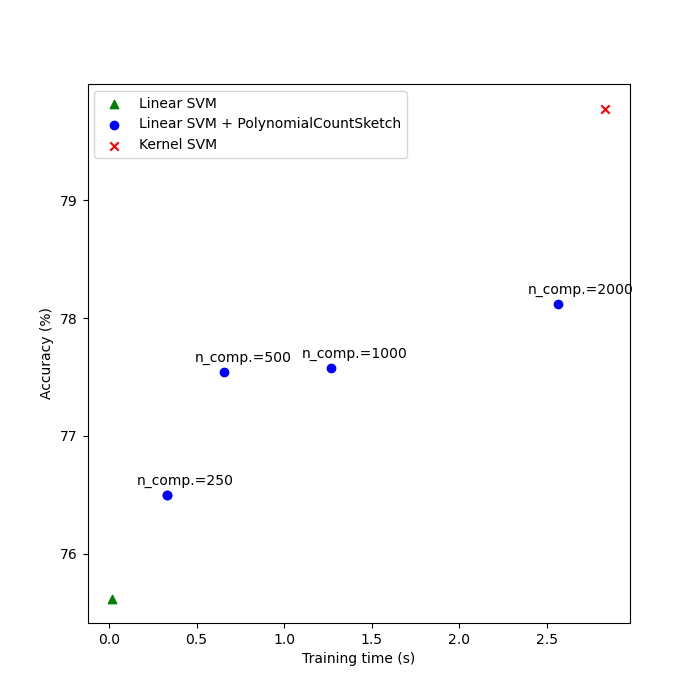 Linear SVM
Linear SVM + PolynomialCountSketch
Kernel SVM
79
n_comp.=2000
78
n_comp.=500
n_comp.=1000
Accuracy (%)
77
n_comp.=250
76
0.0 0.5 1.0 1.5 2.0 2.5
Training time (s)